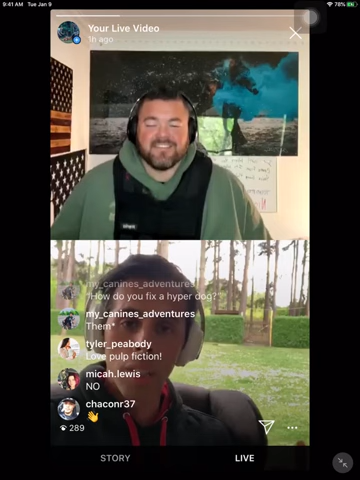 9:41 AM Tue Jan 9
78%
Your Live Video
1h ago
my_canines_adventures
"How do you fix a hyper dog?"
my_canines_adventures
Them*
tyler_peabody
Love pulp fiction!
micah.lewis
NO
chaconr37
👋
289
STORY LIVE